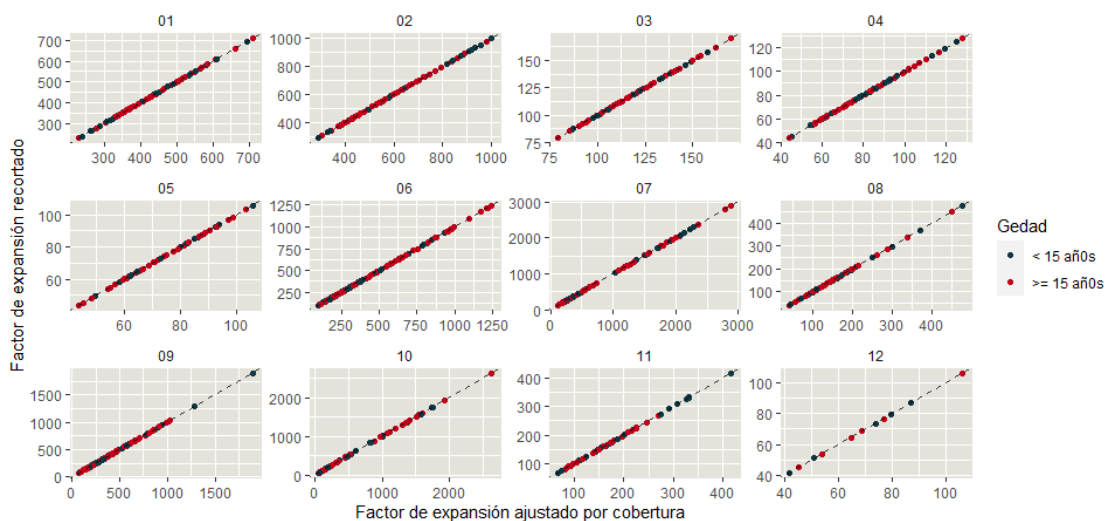 01 02 03 04
700 600 500 400 300
1000 800 600 400
150 125 100 75
120 100 80 60 40
300 400 500 600 700
400 600 800 1000
75 100 125 150
40 60 80 100 120
05 06 07 08
100 80 60
1250 1000 750 500 250
3000 2000 1000 0
400 300 200 100
60 80 100
250 500 750 1000 1250
0 1000 2000 3000
100 200 300 400
09 10 11 12
1500 1000 500 0
2000 1000 0
400 300 200 100
100 80 60 40
0 500 1000 1500
0 1000 2000
100 200 300 400
40 60 80 100
Factor de expansión recortado
Factor de expansión ajustado por cobertura
Gedad
< 15 añ0s
>= 15 añ0s